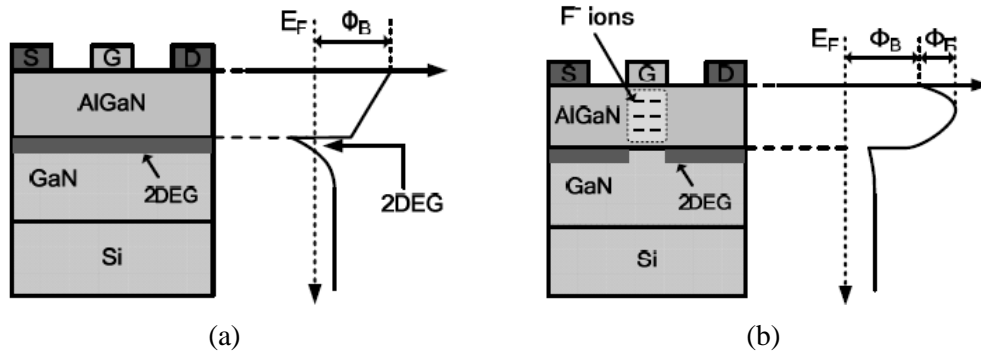 E_F Φ_B
S G D
AlGaN
GaN
2DEG
2DEG
Si
(a)
F⁻ ions
E_F Φ_B Φ_F
S G D
AlGaN
GaN
2DEG
Si
(b)